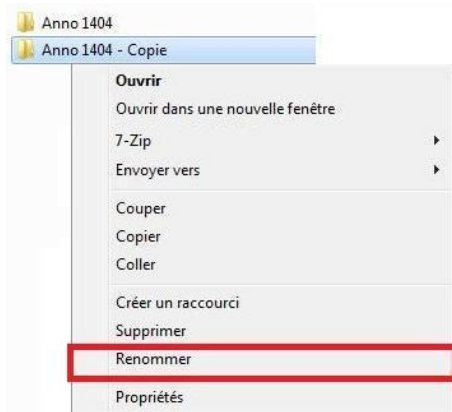 Anno 1404
Anno 1404 - Copie
Ouvrir
Ouvrir dans une nouvelle fenêtre
7-Zip
Envoyer vers
Couper
Copier
Coller
Créer un raccourci
Supprimer
Renommer
Propriétés